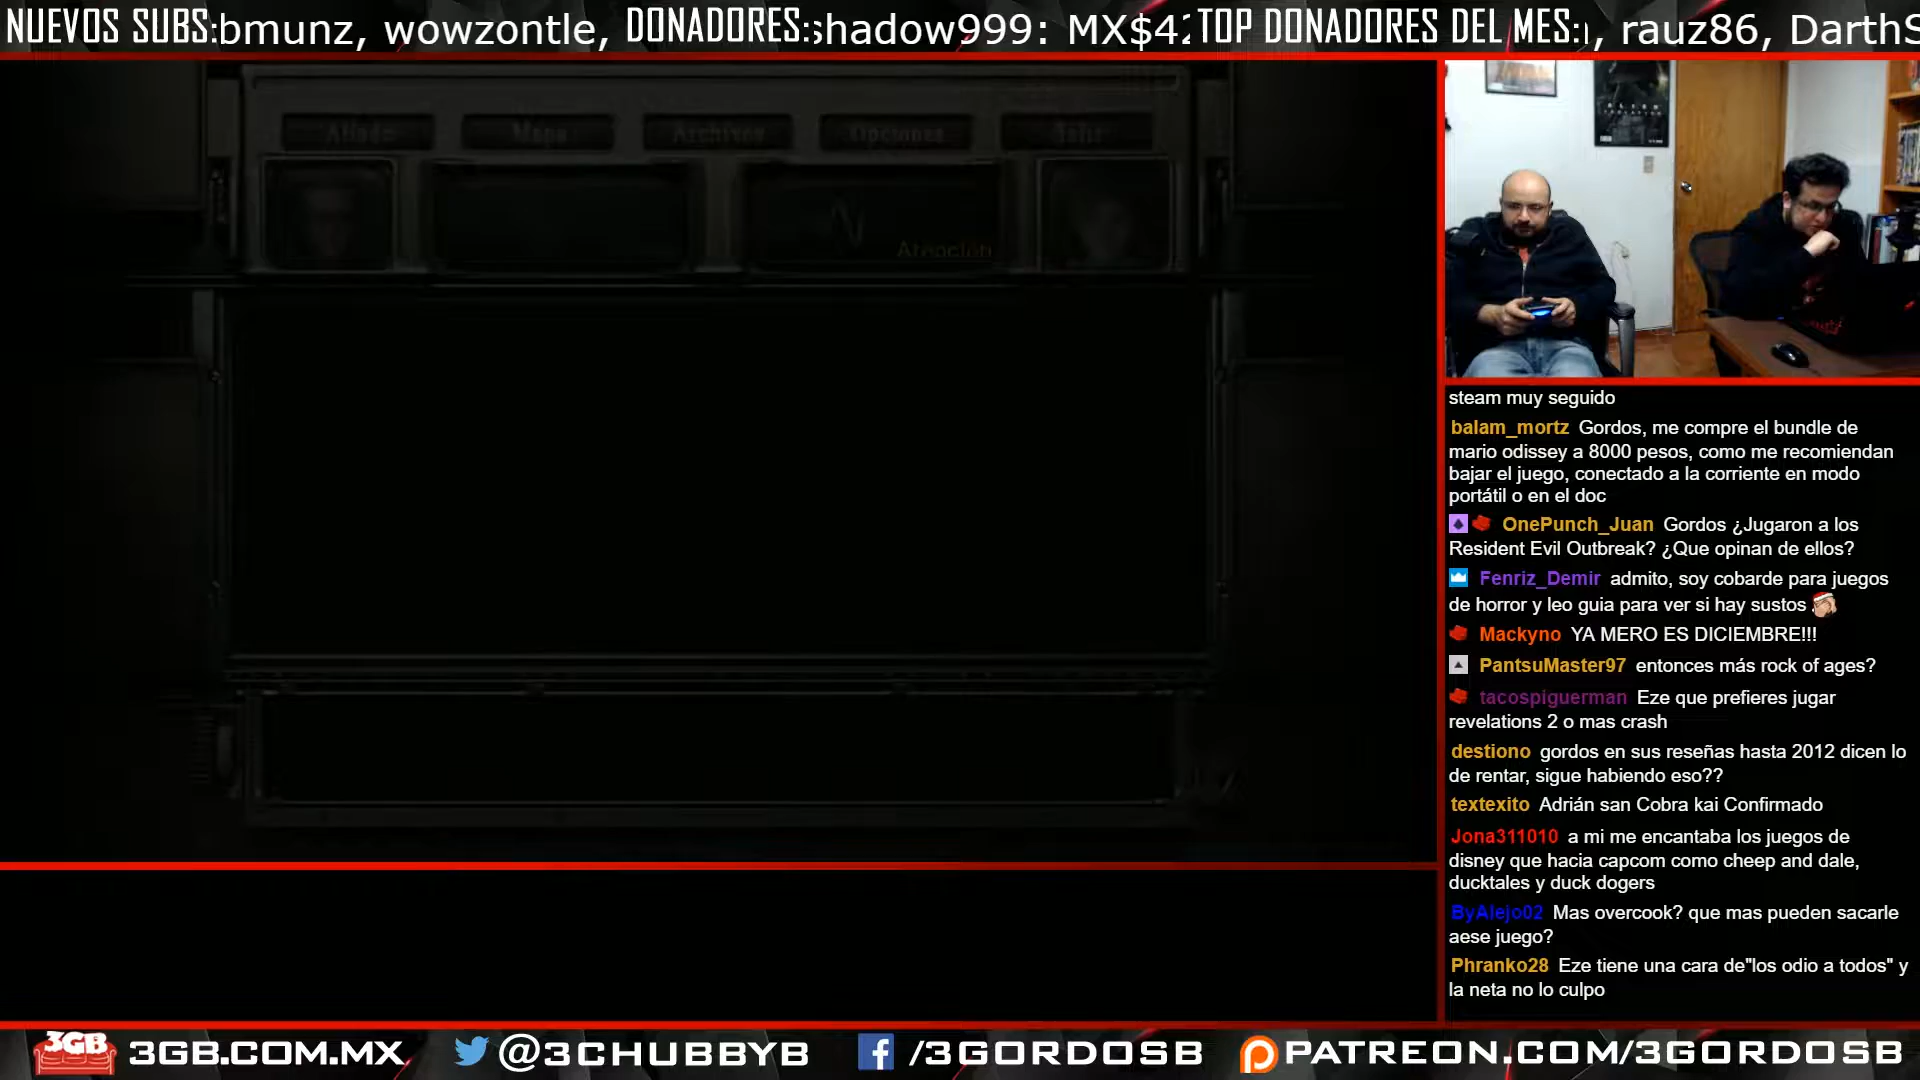 NUEVOS SUBS:
bmunz, wowzontle,
DONADORES:
shadow999: MX$42
TOP DONADORES DEL MES:
, rauz86, DarthS
Aliado
Mapa
Archivos
Opciones
Salir
Atención
steam muy seguido
balam_mortz Gordos, me compre el bundle de
mario odissey a 8000 pesos, como me recomiendan
bajar el juego, conectado a la corriente en modo
portátil o en el doc
OnePunch_Juan Gordos ¿Jugaron a los
Resident Evil Outbreak? ¿Que opinan de ellos?
Fenriz_Demir admito, soy cobarde para juegos
de horror y leo guia para ver si hay sustos
Mackyno YA MERO ES DICIEMBRE!!!
PantsuMaster97 entonces más rock of ages?
tacospiguerman Eze que prefieres jugar
revelations 2 o mas crash
destiono gordos en sus reseñas hasta 2012 dicen lo
de rentar, sigue habiendo eso??
textexito Adrián san Cobra kai Confirmado
Jona311010 a mi me encantaba los juegos de
disney que hacia capcom como cheep and dale,
ducktales y duck dogers
ByAlejo02 Mas overcook? que mas pueden sacarle
aese juego?
Phranko28 Eze tiene una cara de"los odio a todos" y
la neta no lo culpo
3GB
3GB.COM.MX
@3CHUBBYB
/3GORDOSB
PATREON.COM/3GORDOSB